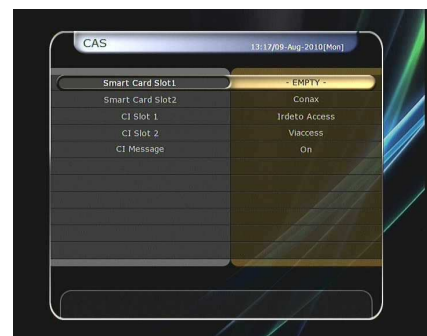 CAS 13:17/09-Aug-2010[Mon]
Smart Card Slot1 - EMPTY -
Smart Card Slot2 Conax
CI Slot 1 Irdeto Access
CI Slot 2 Viaccess
CI Message On